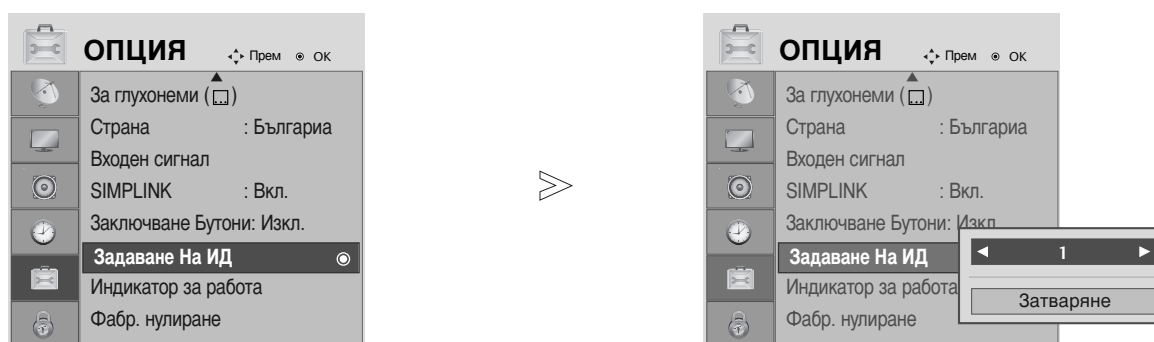 ОПЦИЯ Прем ОК
За глухонеми ( )
Страна : Българиа
Входен сигнал
SIMPLINK : Вкл.
Заключване Бутони: Изкл.
Задаване На ИД
Индикатор за работа
Фабр. нулиране
ОПЦИЯ Прем ОК
За глухонеми ( )
Страна : Българиа
Входен сигнал
SIMPLINK : Вкл.
Заключване Бутони: Изкл.
Задаване На ИД
Индикатор за работа
Фабр. нулиране
1
Затваряне